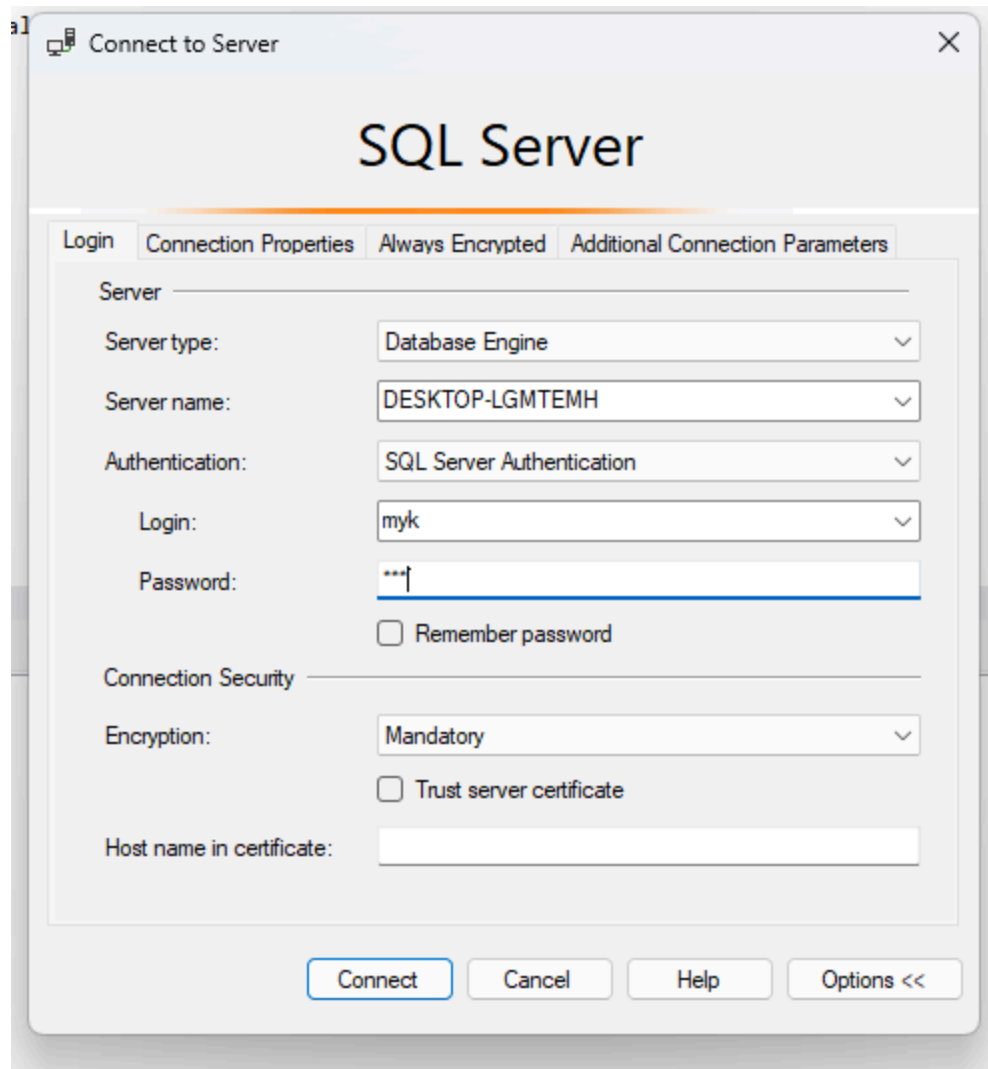 al
Connect to Server
SQL Server
Login Connection Properties Always Encrypted Additional Connection Parameters
Server
Server type: Database Engine
Server name: DESKTOP-LGMTEMH
Authentication: SQL Server Authentication
Login: myk
Password: ***
Remember password
Connection Security
Encryption: Mandatory
Trust server certificate
Host name in certificate:
Connect Cancel Help Options <<